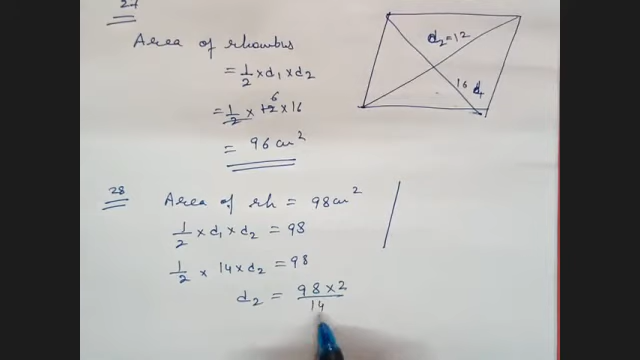 24
Area of rhombus
= 1/2 × d₁ × d₂
= 1/2 × 12 6 × 16
= 96 cm²
d₂ = 12
16 d₁
28
Area of rh = 98 cm²
1/2 × d₁ × d₂ = 98
1/2 × 14 × d₂ = 98
d₂ = 98 × 2 / 14